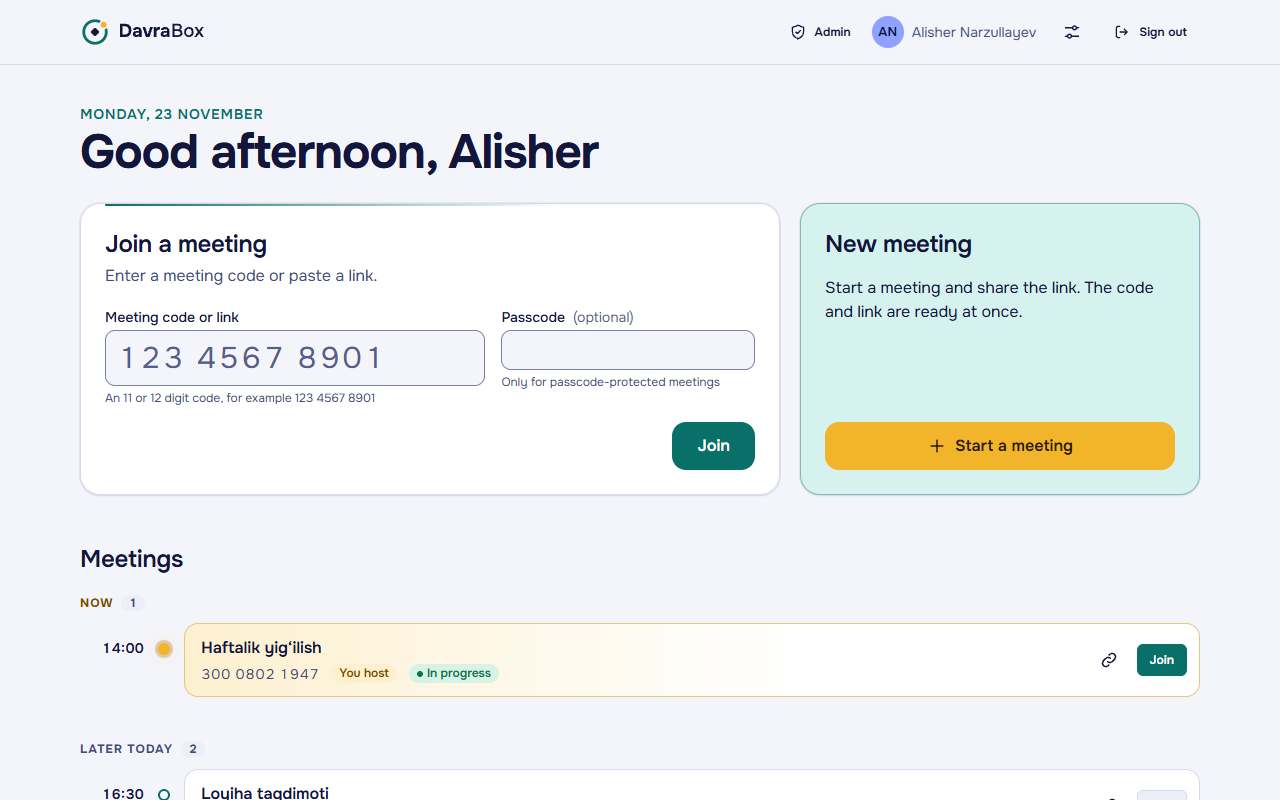 DavraBox
Admin
AN
Alisher Narzullayev
Sign out
MONDAY, 23 NOVEMBER
Good afternoon, Alisher
Join a meeting
Enter a meeting code or paste a link.
Meeting code or link
123 4567 8901
An 11 or 12 digit code, for example 123 4567 8901
Passcode (optional)
Only for passcode-protected meetings
Join
New meeting
Start a meeting and share the link. The code
and link are ready at once.
Start a meeting
Meetings
NOW 1
14:00
Haftalik yig‘ilish
300 0802 1947 You host In progress
Join
LATER TODAY 2
16:30
Loyiha taqdimoti